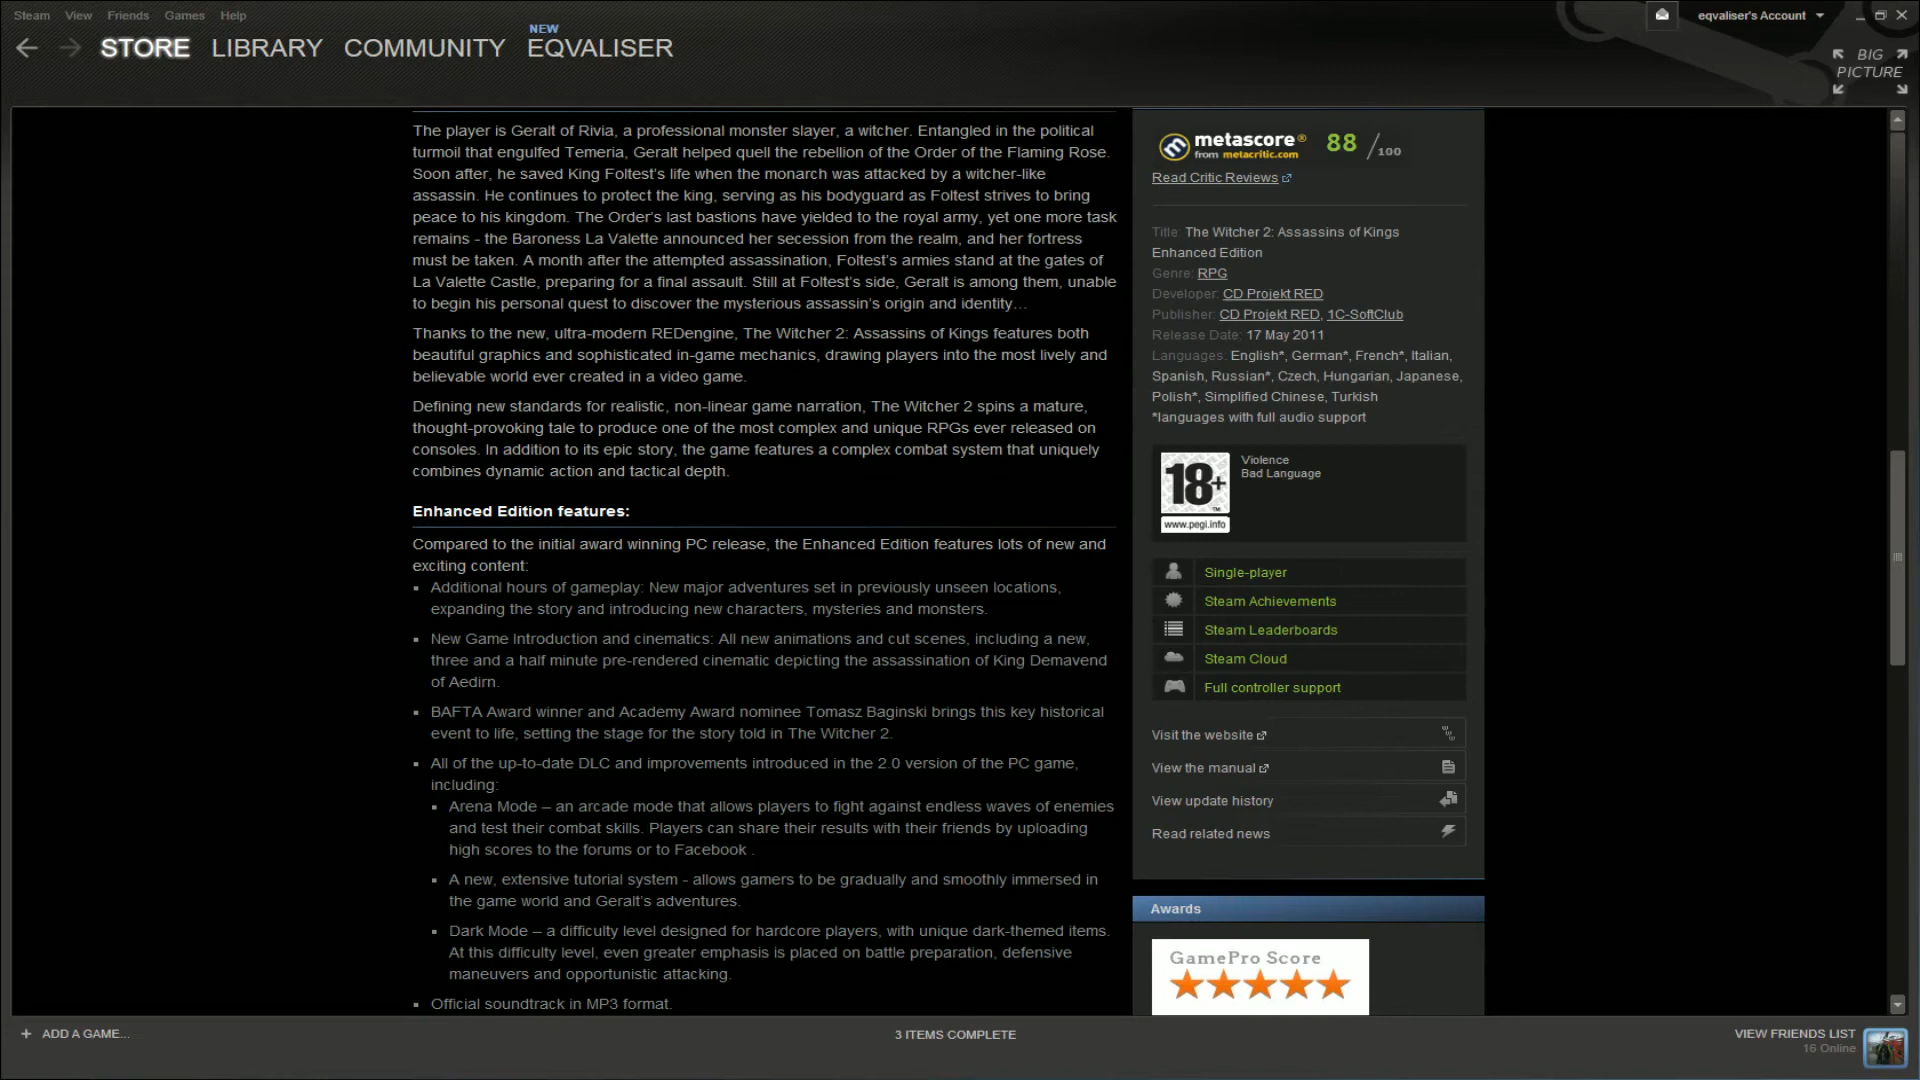 Steam View Friends Games Help
eqvaliser's Account
NEW
STORE LIBRARY COMMUNITY EQVALISER
BIG
PICTURE
The player is Geralt of Rivia, a professional monster slayer, a witcher. Entangled in the political
turmoil that engulfed Temeria, Geralt helped quell the rebellion of the Order of the Flaming Rose.
Soon after, he saved King Foltest's life when the monarch was attacked by a witcher-like
assassin. He continues to protect the king, serving as his bodyguard as Foltest strives to bring
peace to his kingdom. The Order's last bastions have yielded to the royal army, yet one more task
remains - the Baroness La Valette announced her secession from the realm, and her fortress
must be taken. A month after the attempted assassination, Foltest's armies stand at the gates of
La Valette Castle, preparing for a final assault. Still at Foltest's side, Geralt is among them, unable
to begin his personal quest to discover the mysterious assassin's origin and identity…
Thanks to the new, ultra-modern REDengine, The Witcher 2: Assassins of Kings features both
beautiful graphics and sophisticated in-game mechanics, drawing players into the most lively and
believable world ever created in a video game.
Defining new standards for realistic, non-linear game narration, The Witcher 2 spins a mature,
thought-provoking tale to produce one of the most complex and unique RPGs ever released on
consoles. In addition to its epic story, the game features a complex combat system that uniquely
combines dynamic action and tactical depth.
Enhanced Edition features:
Compared to the initial award winning PC release, the Enhanced Edition features lots of new and
exciting content:
Additional hours of gameplay: New major adventures set in previously unseen locations,
expanding the story and introducing new characters, mysteries and monsters.
New Game Introduction and cinematics: All new animations and cut scenes, including a new,
three and a half minute pre-rendered cinematic depicting the assassination of King Demavend
of Aedirn.
BAFTA Award winner and Academy Award nominee Tomasz Baginski brings this key historical
event to life, setting the stage for the story told in The Witcher 2.
All of the up-to-date DLC and improvements introduced in the 2.0 version of the PC game,
including:
Arena Mode – an arcade mode that allows players to fight against endless waves of enemies
and test their combat skills. Players can share their results with their friends by uploading
high scores to the forums or to Facebook .
A new, extensive tutorial system - allows gamers to be gradually and smoothly immersed in
the game world and Geralt's adventures.
Dark Mode – a difficulty level designed for hardcore players, with unique dark-themed items.
At this difficulty level, even greater emphasis is placed on battle preparation, defensive
maneuvers and opportunistic attacking.
Official soundtrack in MP3 format.
metascore® 88 /100
from metacritic.com
Read Critic Reviews
Title: The Witcher 2: Assassins of Kings
Enhanced Edition
Genre: RPG
Developer: CD Projekt RED
Publisher: CD Projekt RED, 1C-SoftClub
Release Date: 17 May 2011
Languages: English*, German*, French*, Italian,
Spanish, Russian*, Czech, Hungarian, Japanese,
Polish*, Simplified Chinese, Turkish
*languages with full audio support
18+
TM
www.pegi.info
Violence
Bad Language
Single-player
Steam Achievements
Steam Leaderboards
Steam Cloud
Full controller support
Visit the website
View the manual
View update history
Read related news
Awards
GamePro Score
+ ADD A GAME...
3 ITEMS COMPLETE
VIEW FRIENDS LIST
16 Online